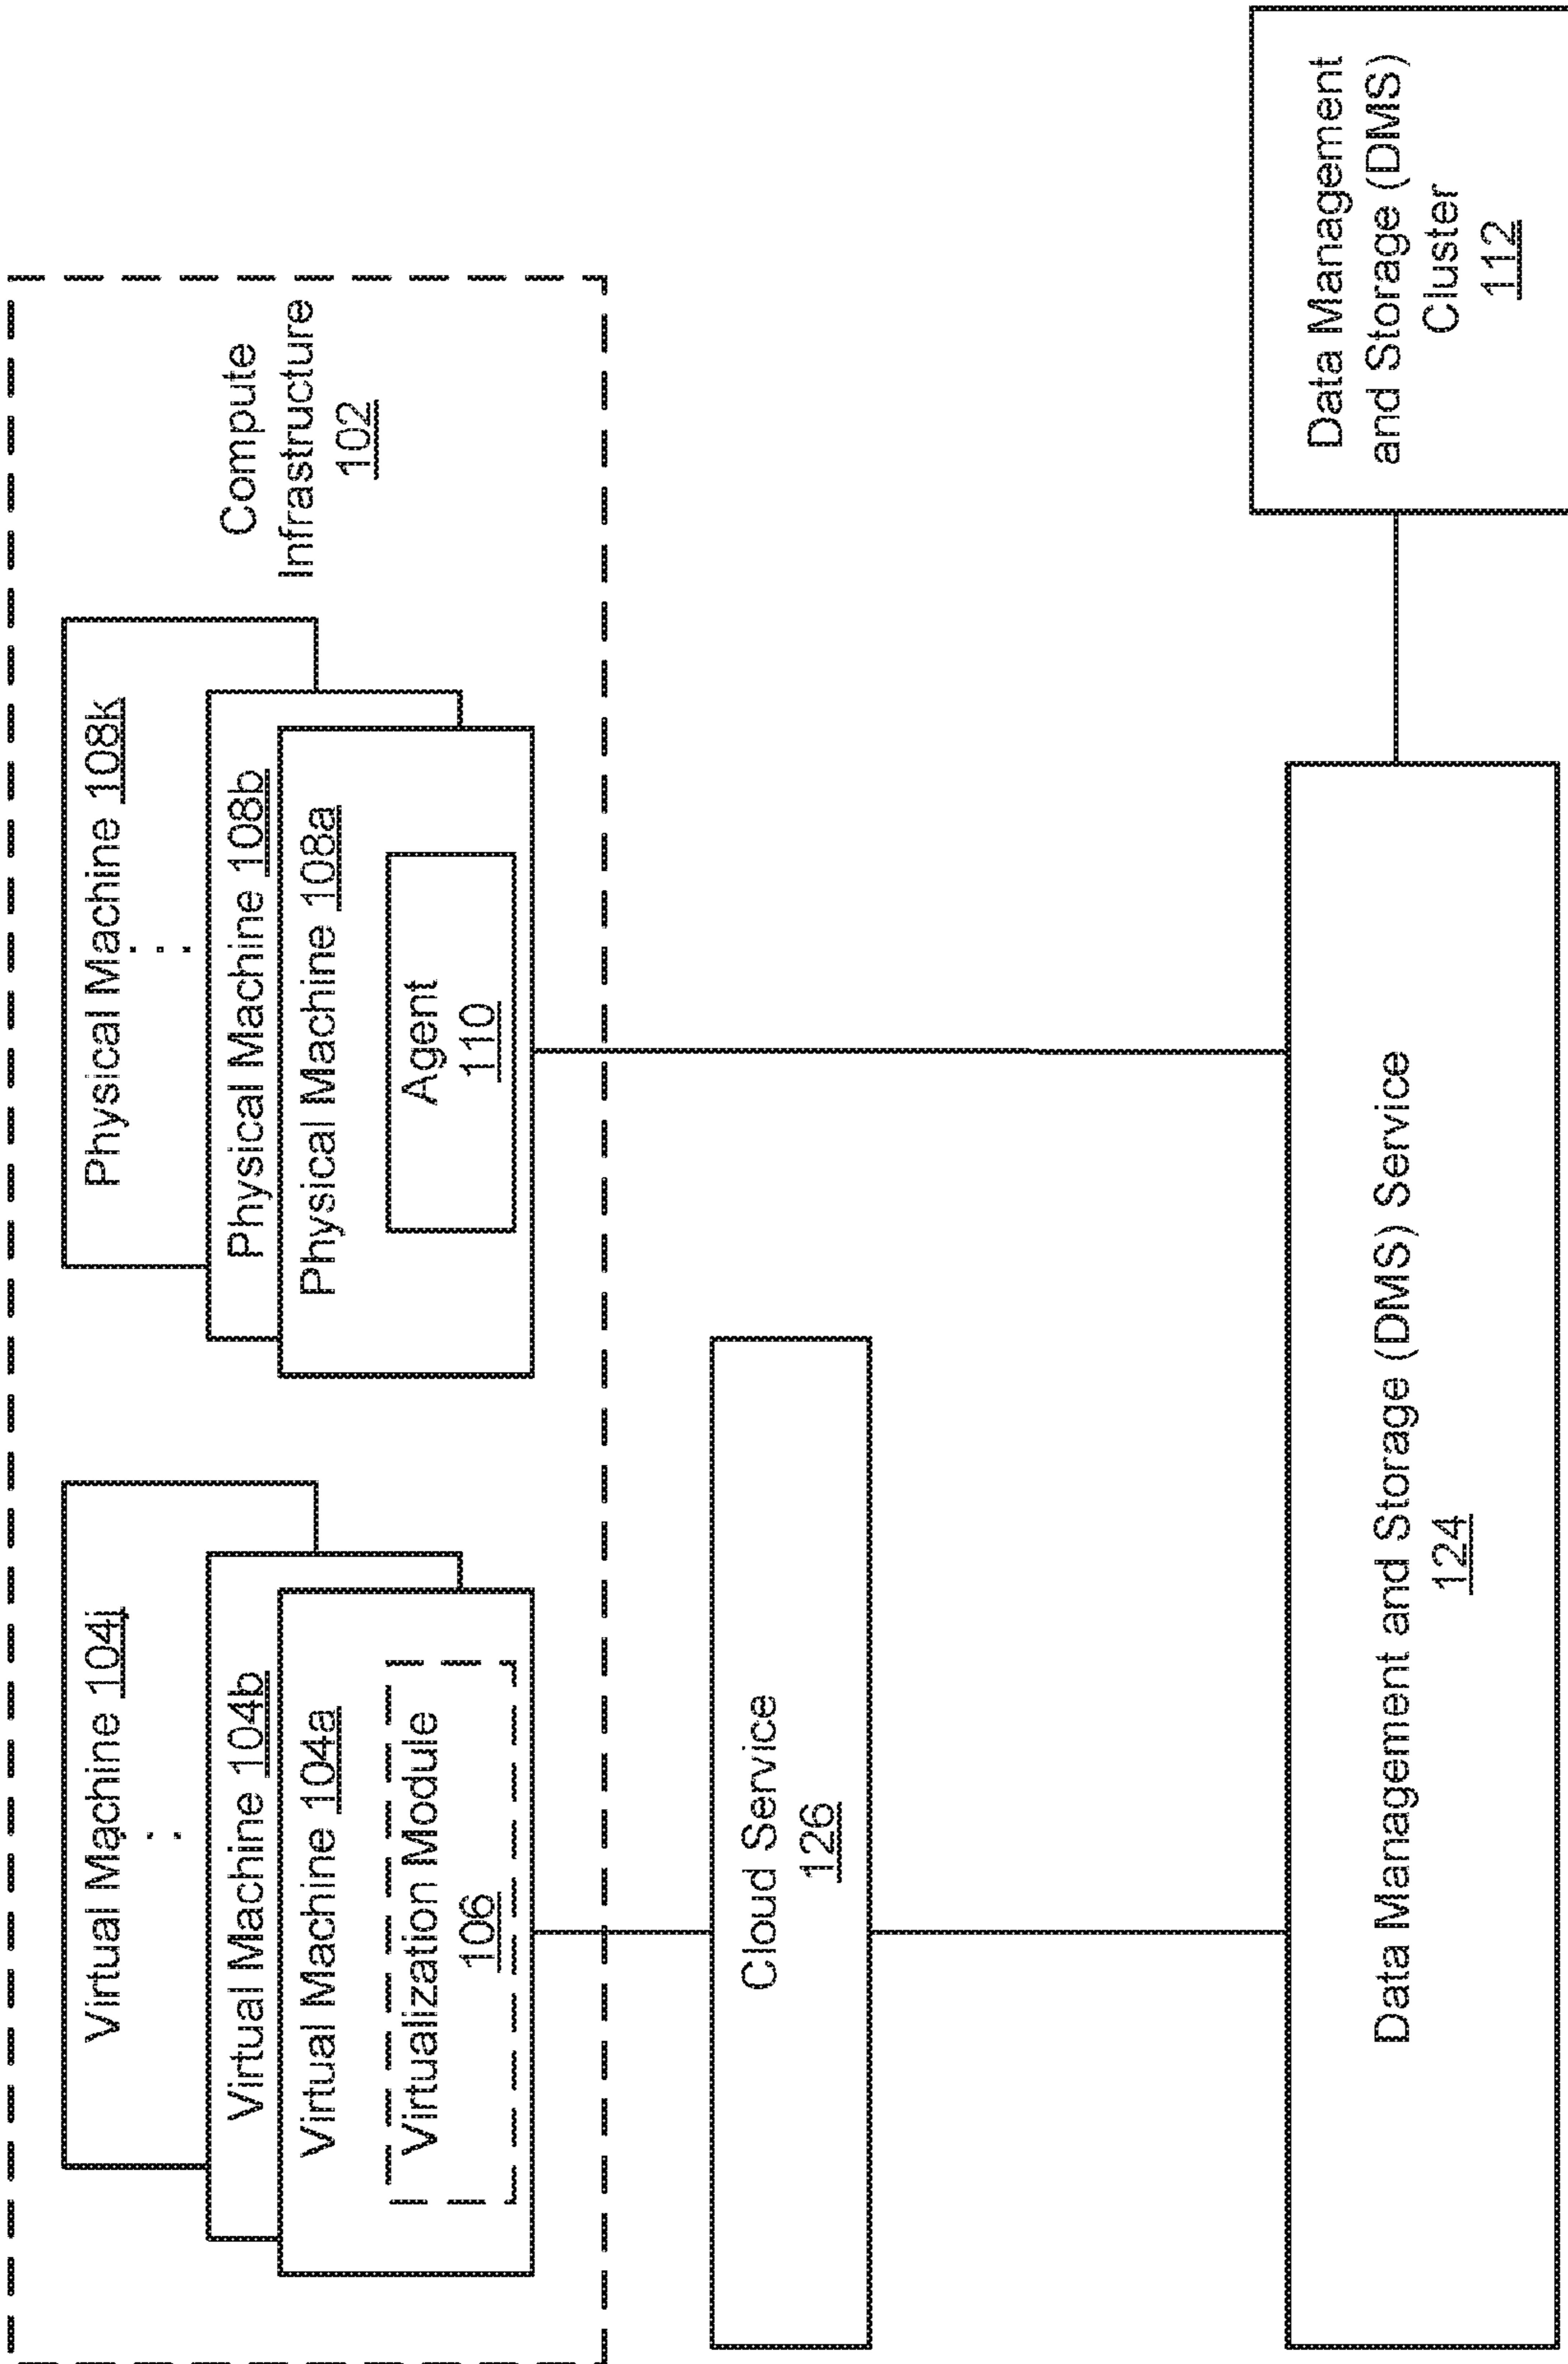 Virtual Machine 104j
Virtual Machine 104b
Virtual Machine 104a
Virtualization Module
106
Physical Machine 108k
Physical Machine 108b
Physical Machine 108a
Agent
110
Compute
Infrastructure
102
Cloud Service
126
Data Management and Storage (DMS) Service
124
Data Management
and Storage (DMS)
Cluster
112